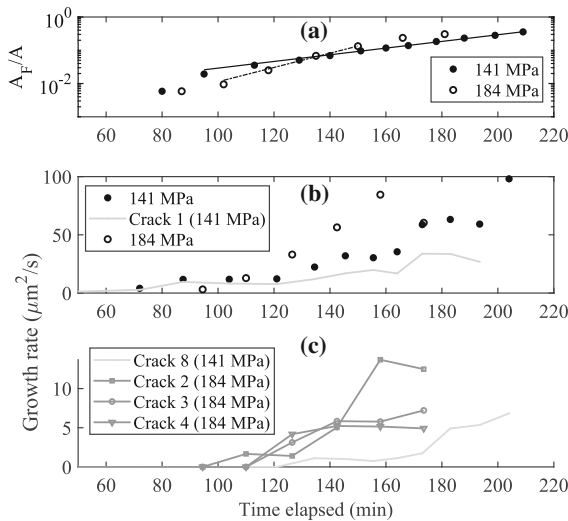 10⁰
10⁻²
A_F/A
(a)
141 MPa
184 MPa
60 80 100 120 140 160 180 200 220
100
50
0
(b)
141 MPa
Crack 1 (141 MPa)
184 MPa
60 80 100 120 140 160 180 200 220
Growth rate (μm²/s)
(c)
10
5
0
Crack 8 (141 MPa)
Crack 2 (184 MPa)
Crack 3 (184 MPa)
Crack 4 (184 MPa)
60 80 100 120 140 160 180 200 220
Time elapsed (min)